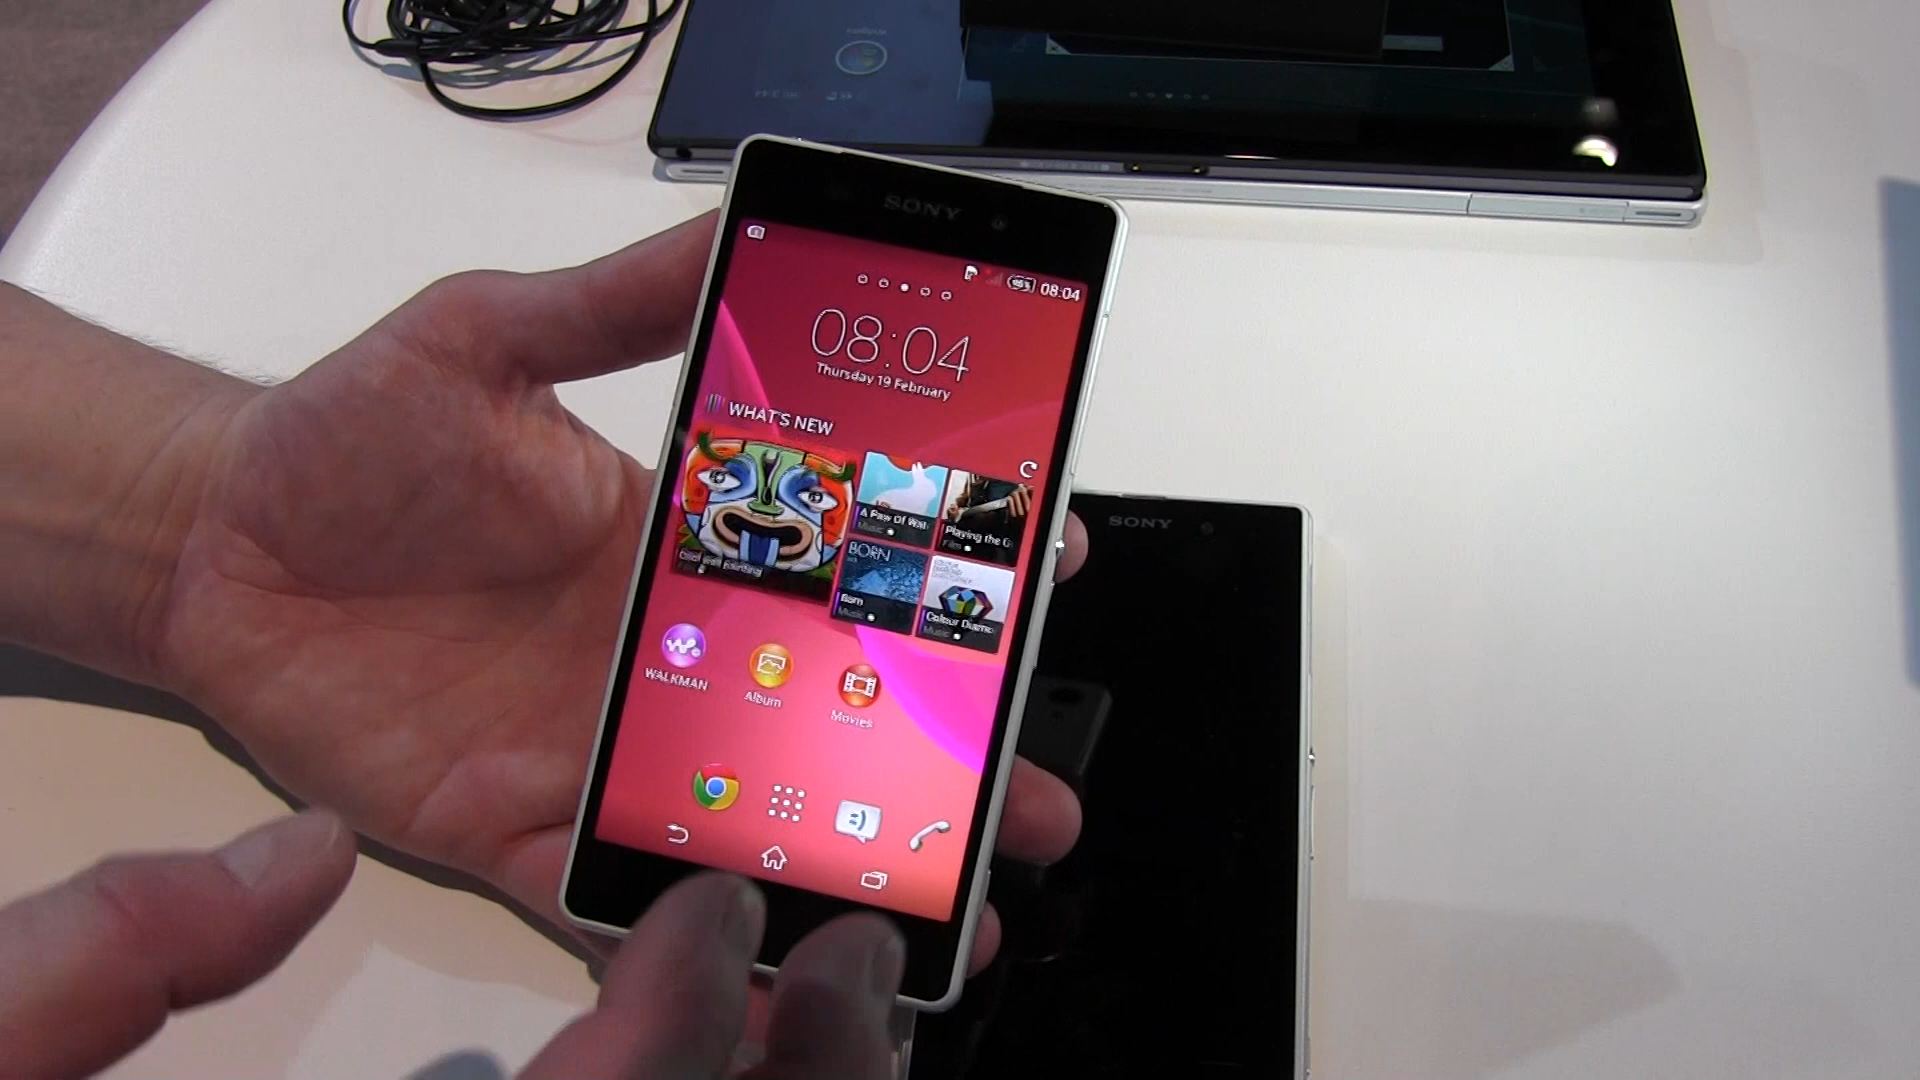 SONY
08:04
08:04
Thursday 19 February
WHAT'S NEW
A Paw Of Wal
Music
Playing the G
Film
BORN
Born
Music
Colour Diamo
Music
WALKMAN
Album
Movies
SONY